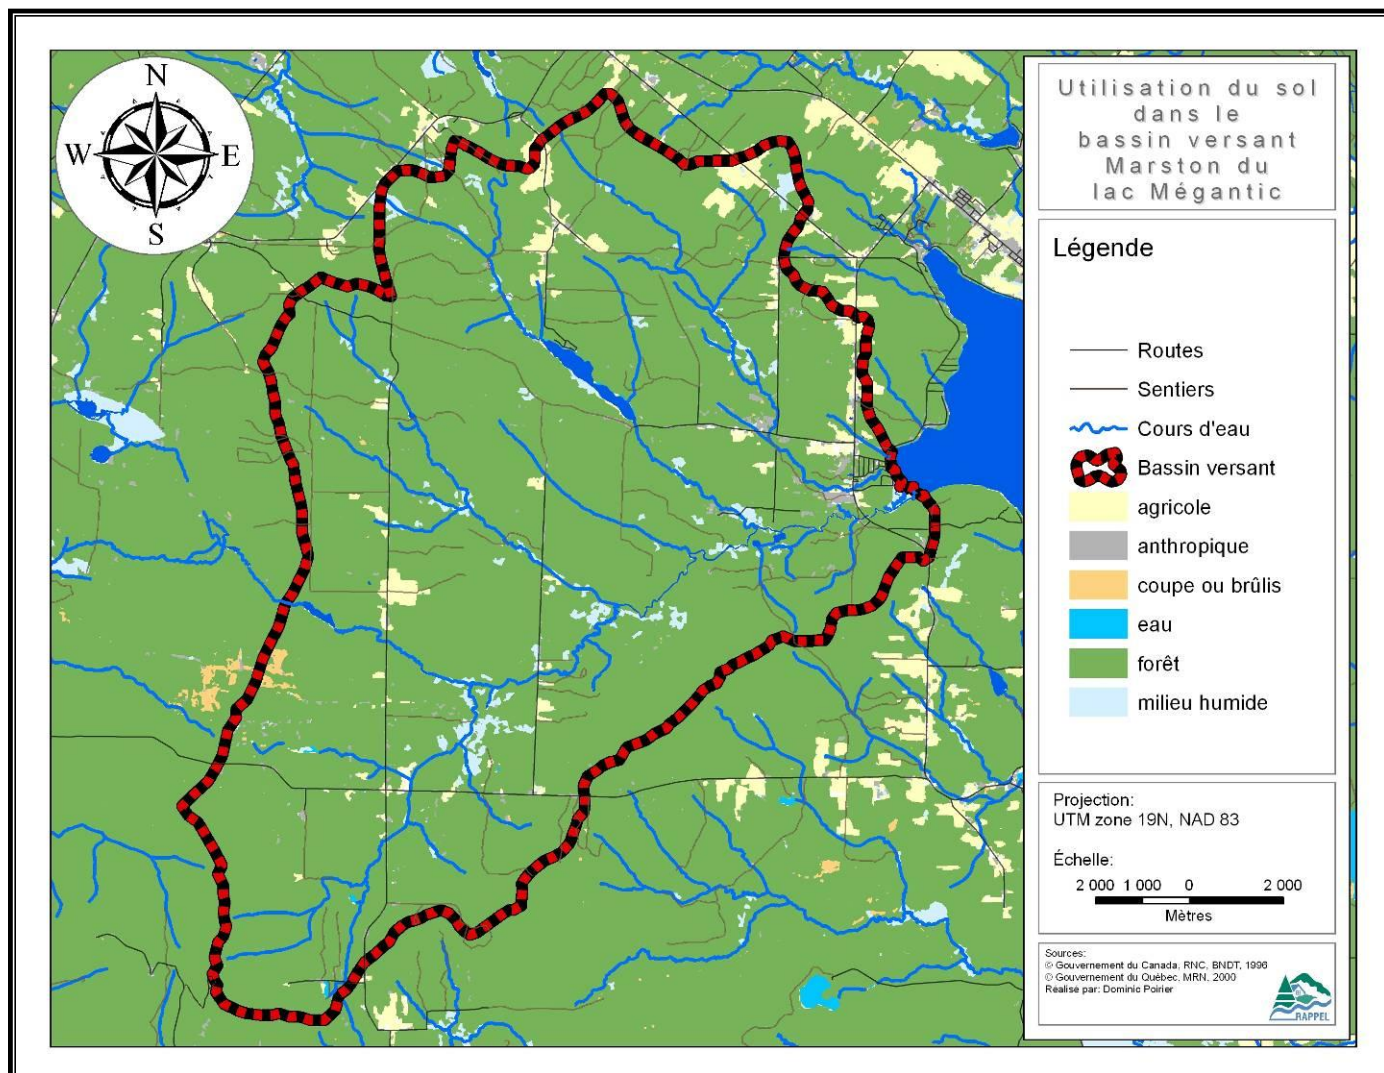 N
W
E
S
Utilisation du sol
dans le
bassin versant
Marston du
lac Mégantic
Légende
Routes
Sentiers
Cours d'eau
Bassin versant
agricole
anthropique
coupe ou brûlis
eau
forêt
milieu humide
Projection:
UTM zone 19N, NAD 83
Échelle:
2 000 1 000 0 2 000
Mètres
Sources:
© Gouvernement du Canada, RNC, BNDT, 1996
© Gouvernement du Québec, MRN, 2000
Réalisé par: Dominic Poirier
RAPPEL